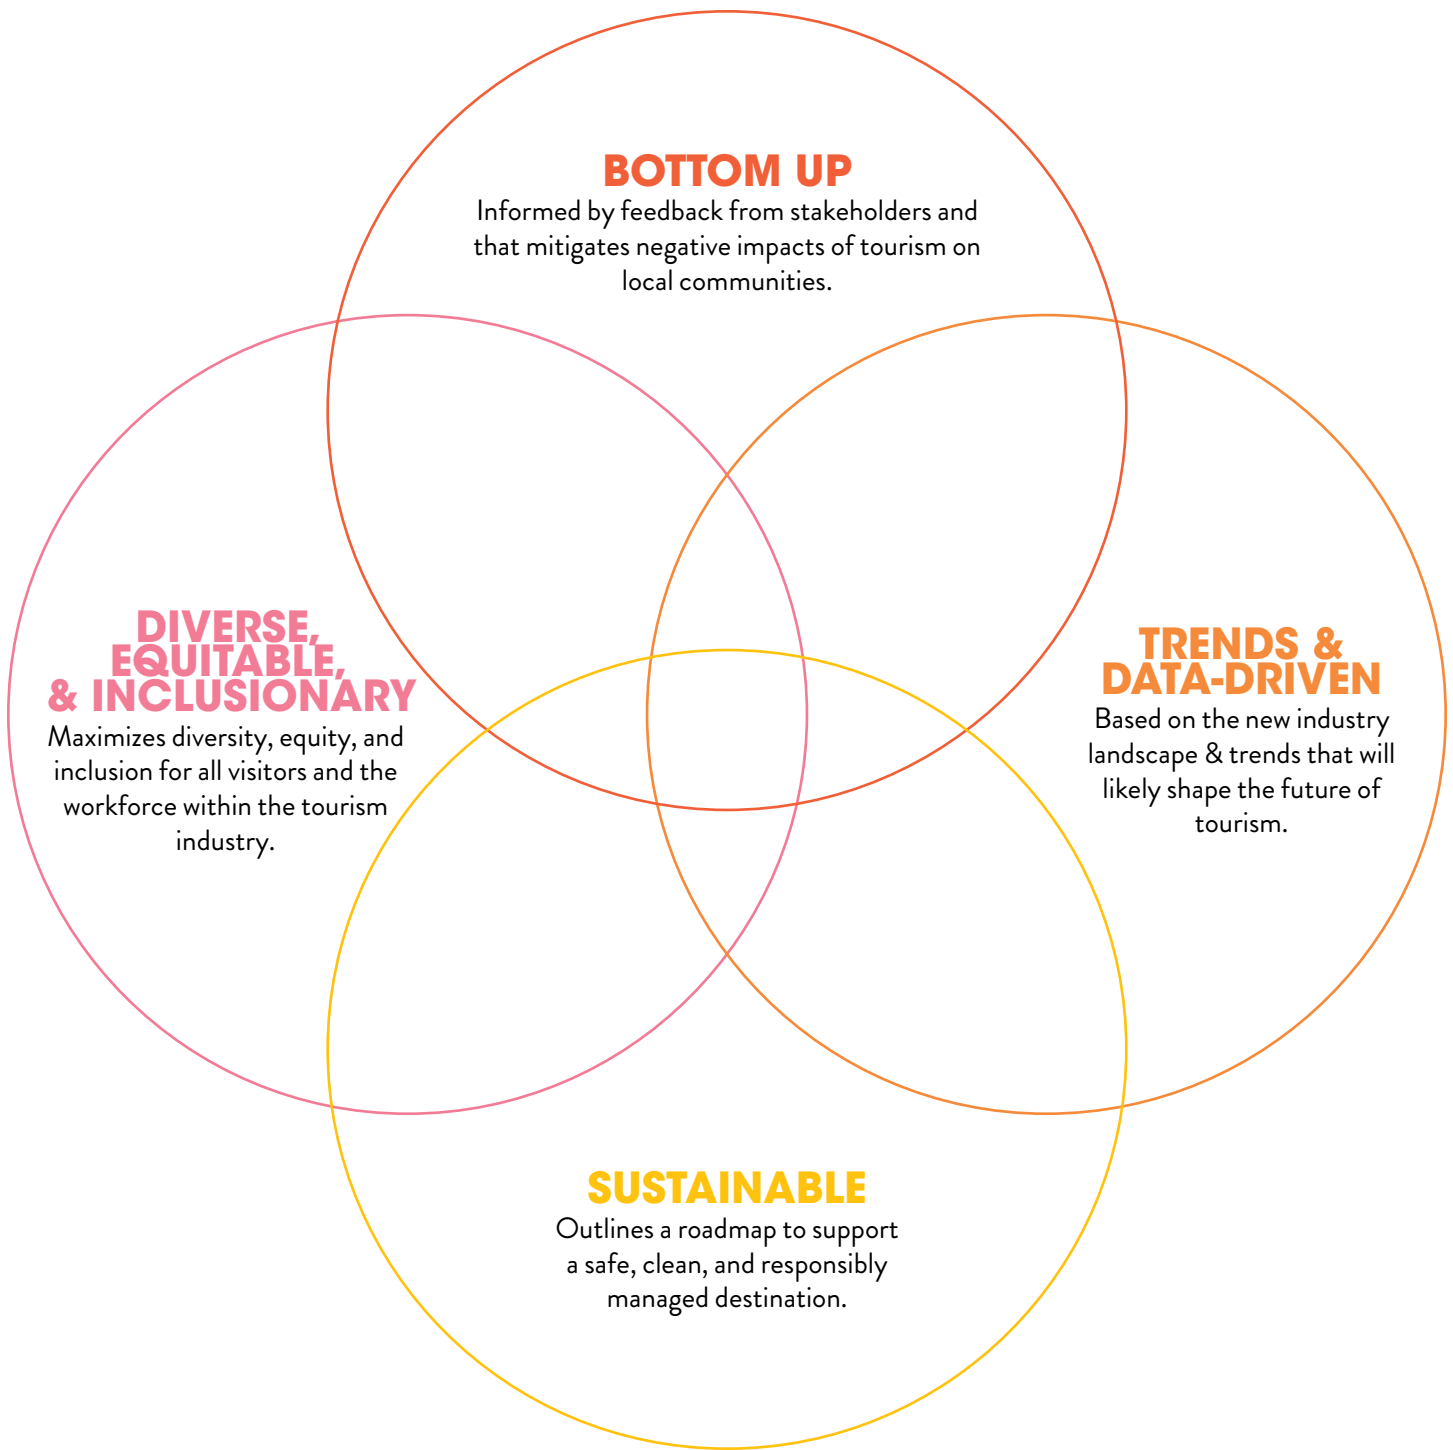 BOTTOM UP
Informed by feedback from stakeholders and
that mitigates negative impacts of tourism on
local communities.
DIVERSE,
EQUITABLE,
& INCLUSIONARY
Maximizes diversity, equity, and
inclusion for all visitors and the
workforce within the tourism
industry.
TRENDS &
DATA-DRIVEN
Based on the new industry
landscape & trends that will
likely shape the future of
tourism.
SUSTAINABLE
Outlines a roadmap to support
a safe, clean, and responsibly
managed destination.